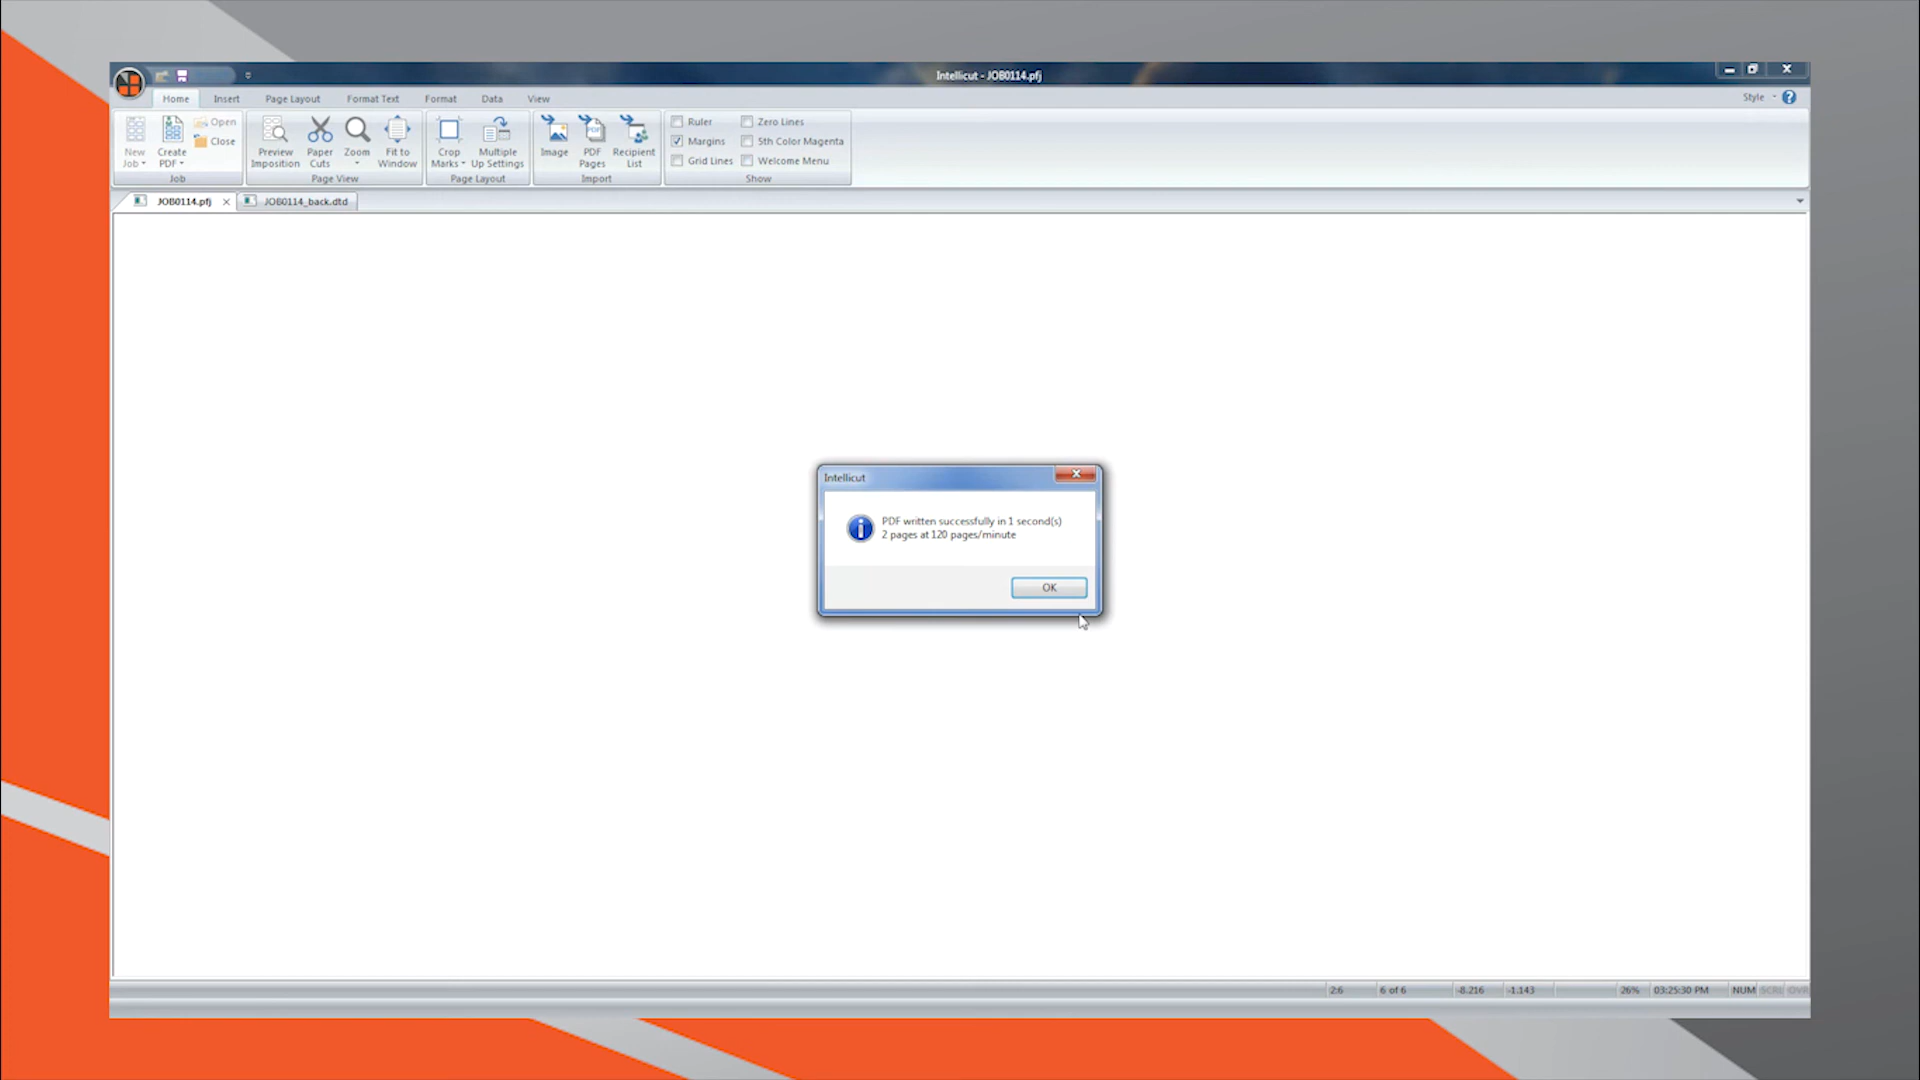 Intellicut - JOB0114.pfj
Home Insert Page Layout Format Text Format Data View
Style
New Job
Create PDF
Open
Close
Job
Preview Imposition
Paper Cuts
Zoom
Fit to Window
Page View
Crop Marks
Multiple Up Settings
Page Layout
Image
PDF Pages
Recipient List
Import
Ruler
Margins
Grid Lines
Zero Lines
5th Color Magenta
Welcome Menu
Show
JOB0114.pfj
JOB0114_back.dtd
Intellicut
PDF written successfully in 1 second(s)
2 pages at 120 pages/minute
OK
2:6 6 of 6 -8.216 -1.143 26% 03:25:30 PM NUM SCRL OVR